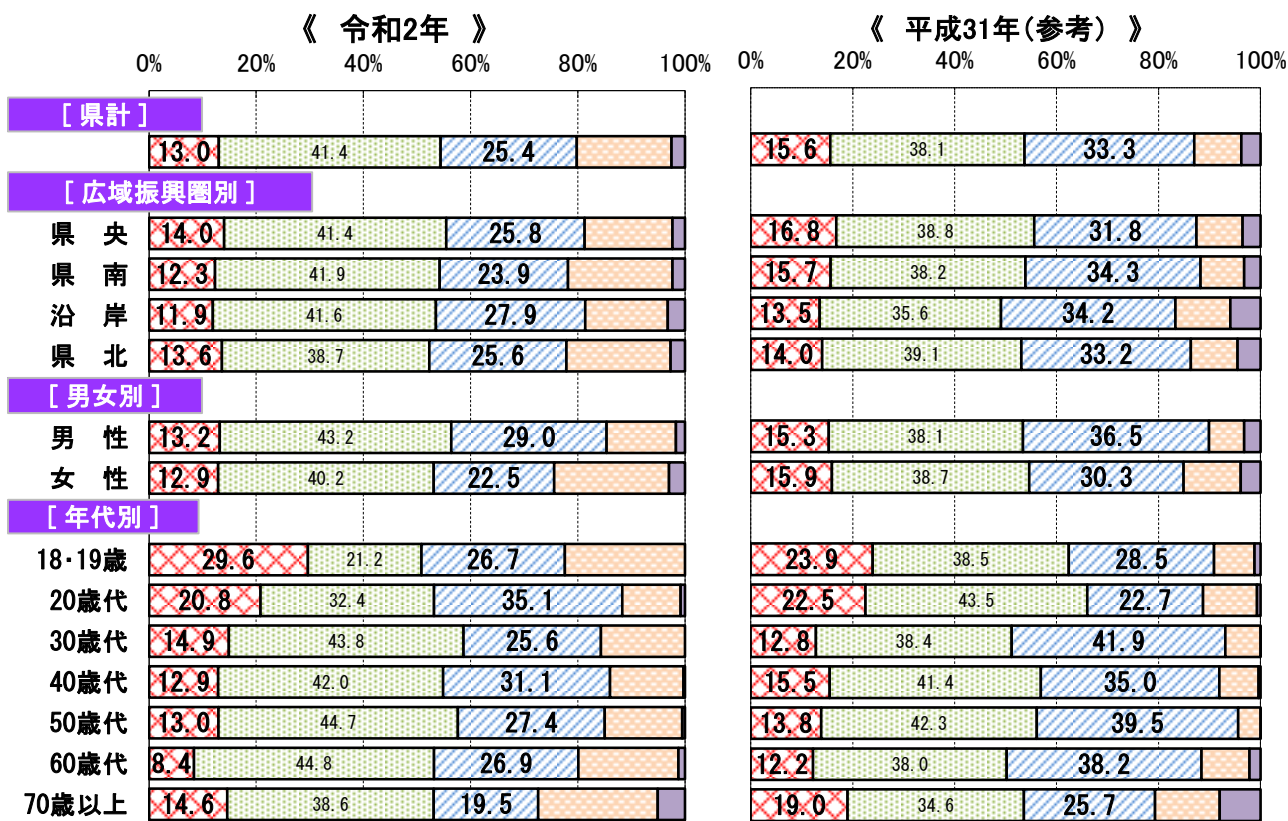 《 令和2年 》 《 平成31年(参考) 》
0% 20% 40% 60% 80% 100% 0% 20% 40% 60% 80% 100%
[ 県計 ]
13.0 41.4 25.4 15.6 38.1 33.3
[ 広域振興圏別 ]
県 央 14.0 41.4 25.8 16.8 38.8 31.8
県 南 12.3 41.9 23.9 15.7 38.2 34.3
沿 岸 11.9 41.6 27.9 13.5 35.6 34.2
県 北 13.6 38.7 25.6 14.0 39.1 33.2
[ 男女別 ]
男 性 13.2 43.2 29.0 15.3 38.1 36.5
女 性 12.9 40.2 22.5 15.9 38.7 30.3
[ 年代別 ]
18・19歳 29.6 21.2 26.7 23.9 38.5 28.5
20歳代 20.8 32.4 35.1 22.5 43.5 22.7
30歳代 14.9 43.8 25.6 12.8 38.4 41.9
40歳代 12.9 42.0 31.1 15.5 41.4 35.0
50歳代 13.0 44.7 27.4 13.8 42.3 39.5
60歳代 8.4 44.8 26.9 12.2 38.0 38.2
70歳以上 14.6 38.6 19.5 19.0 34.6 25.7